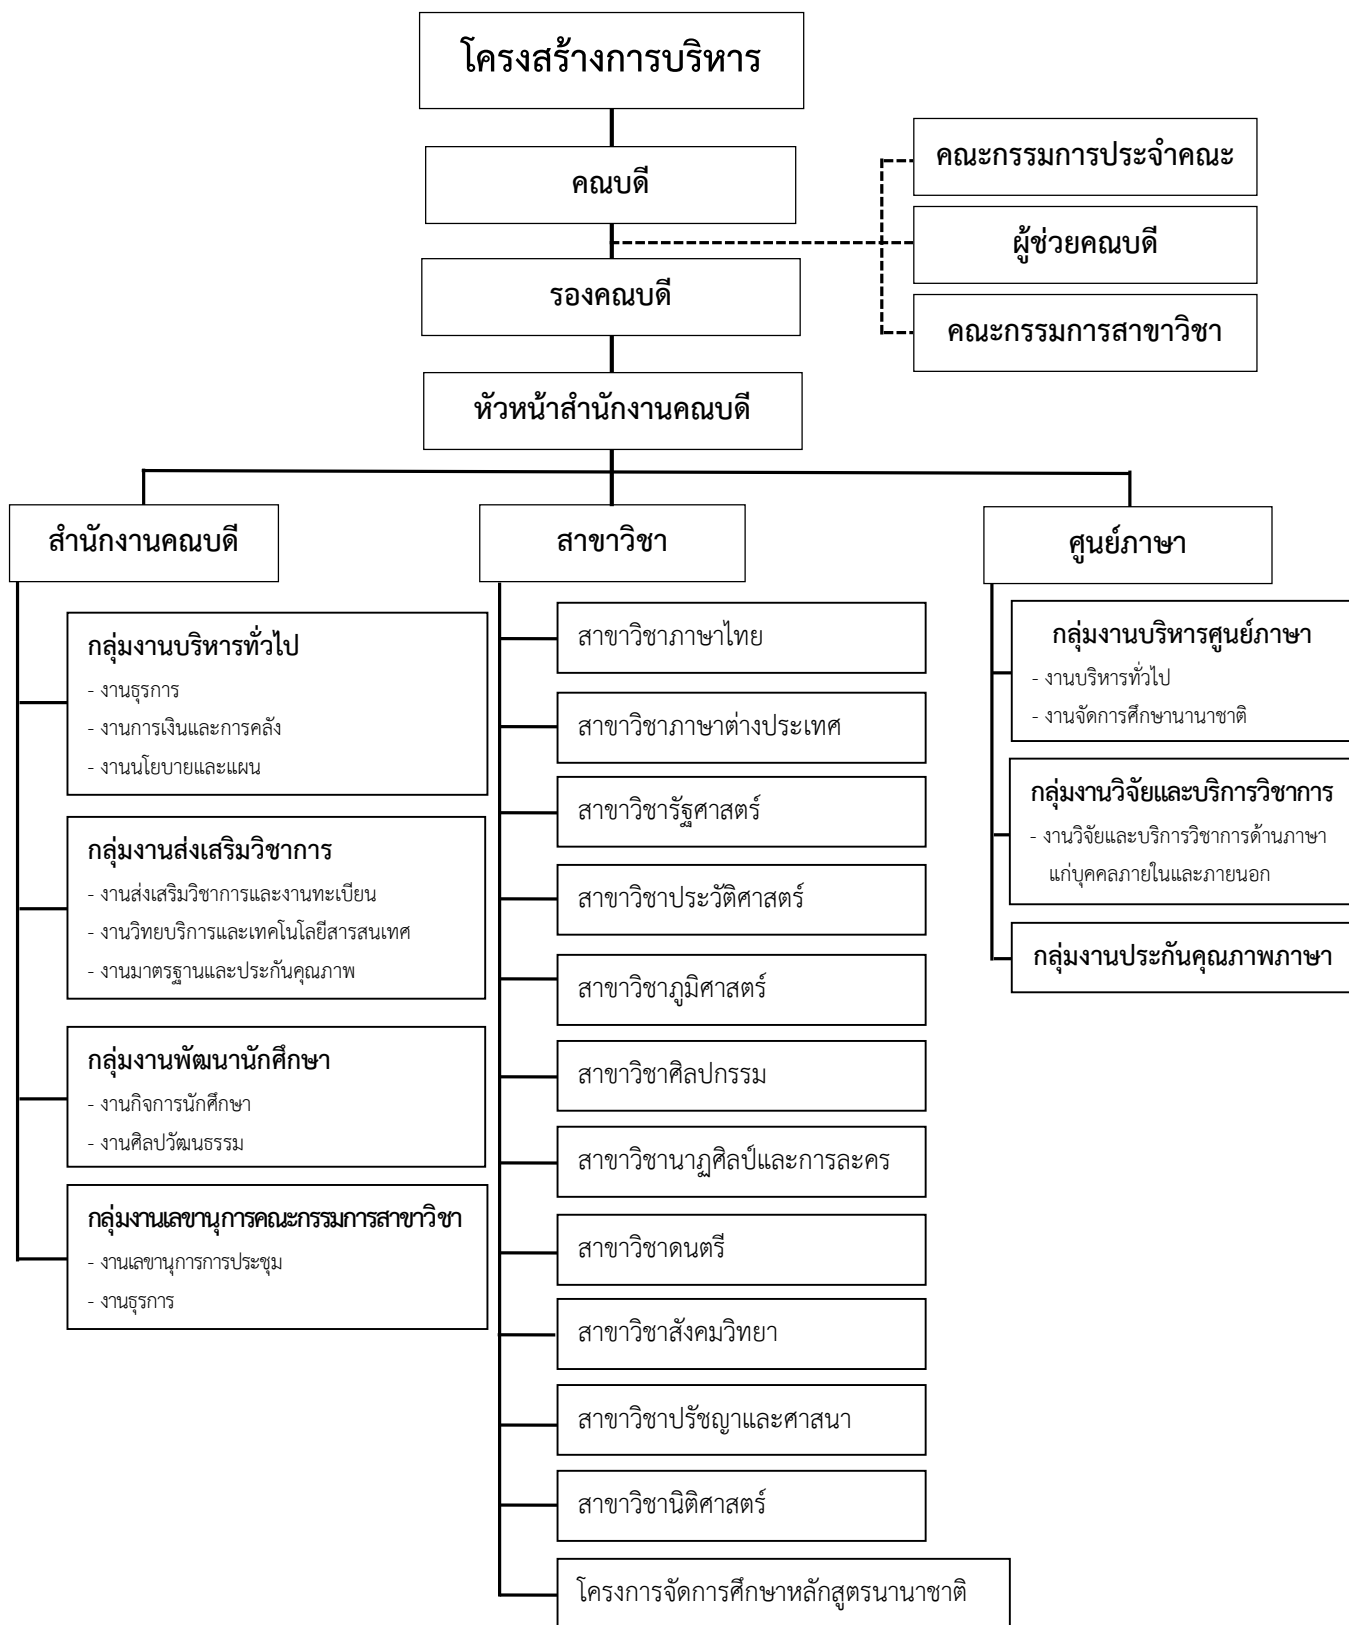 โครงสร้างการบริหาร
คณบดี
คณะกรรมการประจำคณะ
ผู้ช่วยคณบดี
คณะกรรมการสาขาวิชา
รองคณบดี
หัวหน้าสำนักงานคณบดี
สำนักงานคณบดี
กลุ่มงานบริหารทั่วไป
- งานธุรการ
- งานการเงินและการคลัง
- งานนโยบายและแผน
กลุ่มงานส่งเสริมวิชาการ
- งานส่งเสริมวิชาการและงานทะเบียน
- งานวิทยบริการและเทคโนโลยีสารสนเทศ
- งานมาตรฐานและประกันคุณภาพ
กลุ่มงานพัฒนานักศึกษา
- งานกิจการนักศึกษา
- งานศิลปวัฒนธรรม
กลุ่มงานเลขานุการคณะกรรมการสาขาวิชา
- งานเลขานุการการประชุม
- งานธุรการ
สาขาวิชา
สาขาวิชาภาษาไทย
สาขาวิชาภาษาต่างประเทศ
สาขาวิชารัฐศาสตร์
สาขาวิชาประวัติศาสตร์
สาขาวิชาภูมิศาสตร์
สาขาวิชาศิลปกรรม
สาขาวิชานาฏศิลป์และการละคร
สาขาวิชาดนตรี
สาขาวิชาสังคมวิทยา
สาขาวิชาปรัชญาและศาสนา
สาขาวิชานิติศาสตร์
โครงการจัดการศึกษาหลักสูตรนานาชาติ
ศูนย์ภาษา
กลุ่มงานบริหารศูนย์ภาษา
- งานบริหารทั่วไป
- งานจัดการศึกษานานาชาติ
กลุ่มงานวิจัยและบริการวิชาการ
- งานวิจัยและบริการวิชาการด้านภาษา
แก่บุคคลภายในและภายนอก
กลุ่มงานประกันคุณภาพภาษา